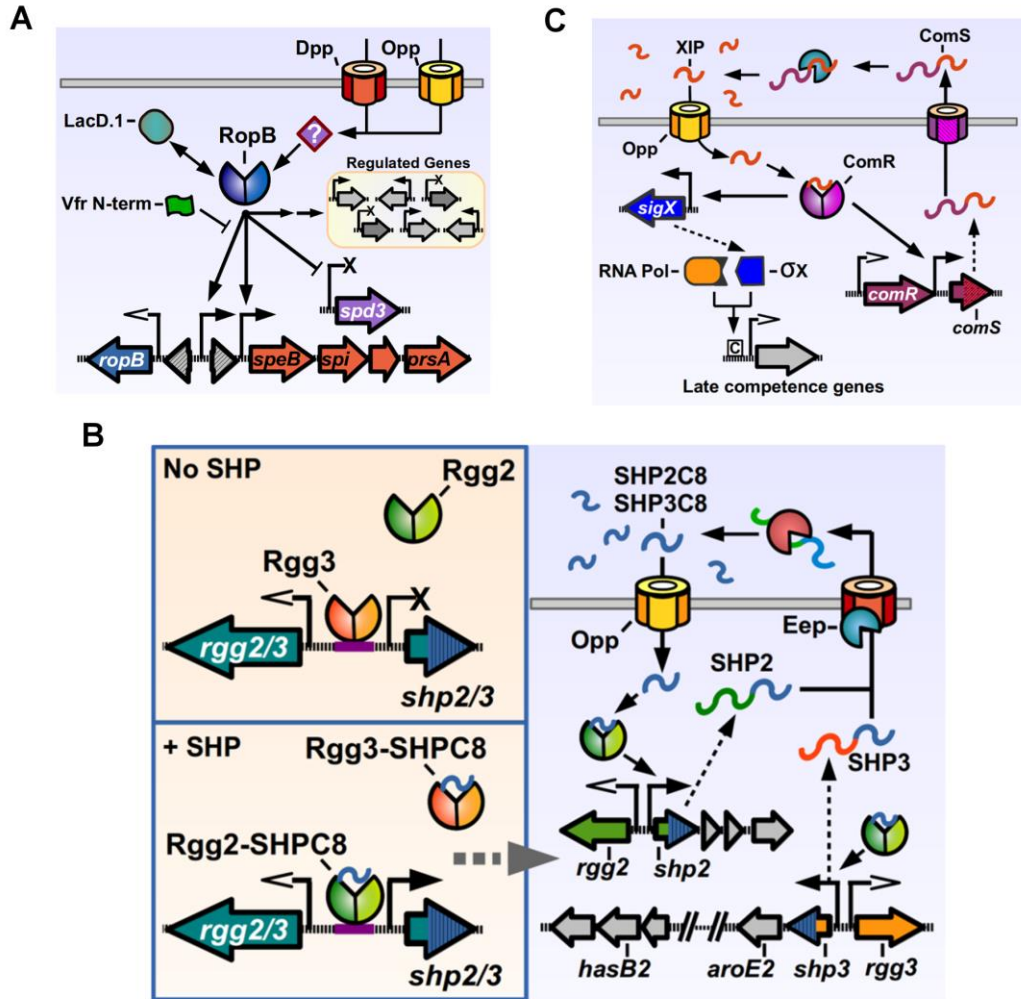 A
Dpp
Opp
LacD.1
RopB
?
Regulated Genes
X
X
Vfr N-term
X
spd3
ropB
speB
spi
prsA
C
XIP
ComS
Opp
ComR
sigX
RNA Pol
σX
comR
comS
C
Late competence genes
B
No SHP
Rgg2
Rgg3
X
rgg2/3
shp2/3
+ SHP
Rgg3-SHPC8
Rgg2-SHPC8
rgg2/3
shp2/3
SHP2C8
SHP3C8
Opp
Eep
SHP2
SHP3
rgg2
shp2
hasB2
aroE2
shp3
rgg3